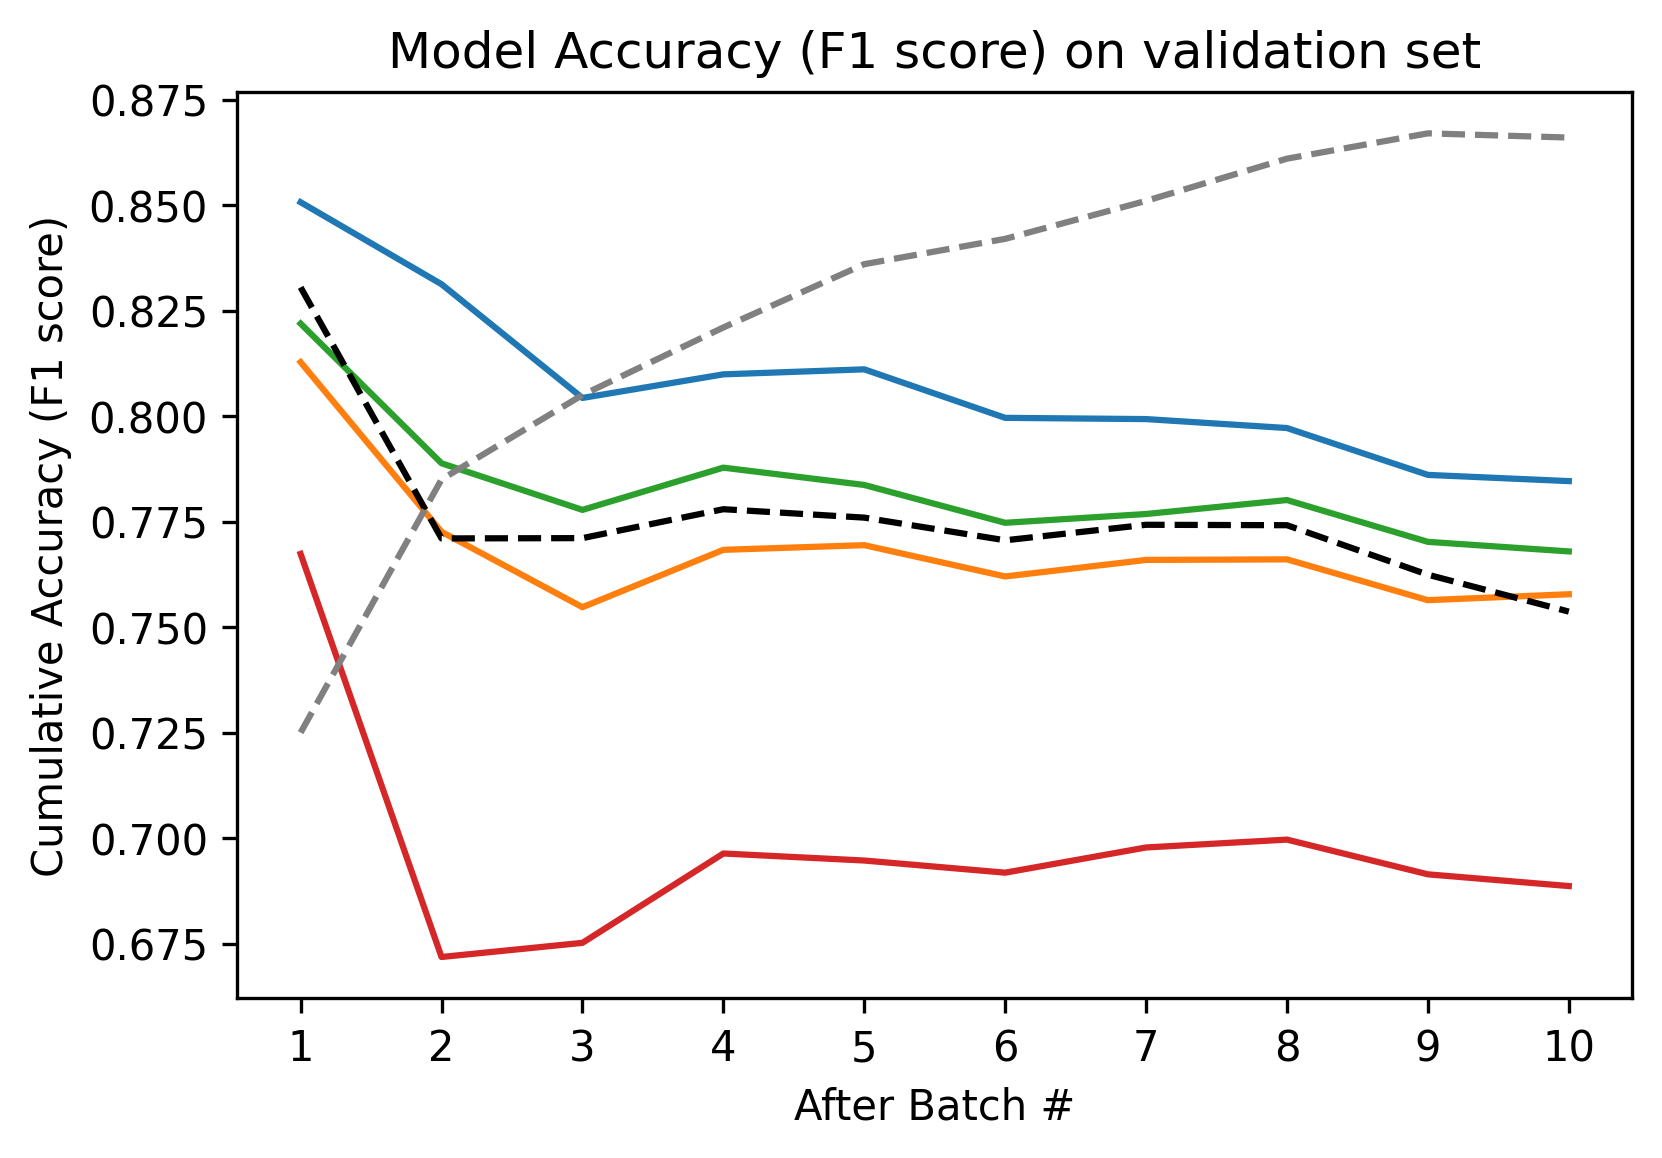 Model Accuracy (F1 score) on validation set
Cumulative Accuracy (F1 score)
0.875
0.850
0.825
0.800
0.775
0.750
0.725
0.700
0.675
1 2 3 4 5 6 7 8 9 10
After Batch #